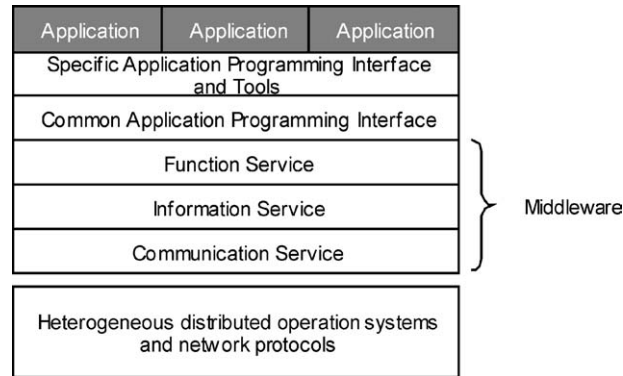 Application Application Application
Specific Application Programming Interface
and Tools
Common Application Programming Interface
Function Service
Information Service
Middleware
Communication Service
Heterogeneous distributed operation systems
and network protocols